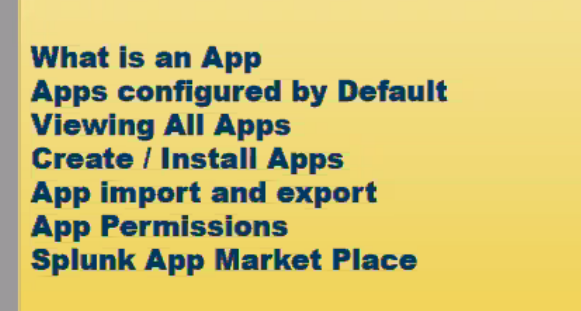 What is an App
Apps configured by Default
Viewing All Apps
Create / Install Apps
App import and export
App Permissions
Splunk App Market Place